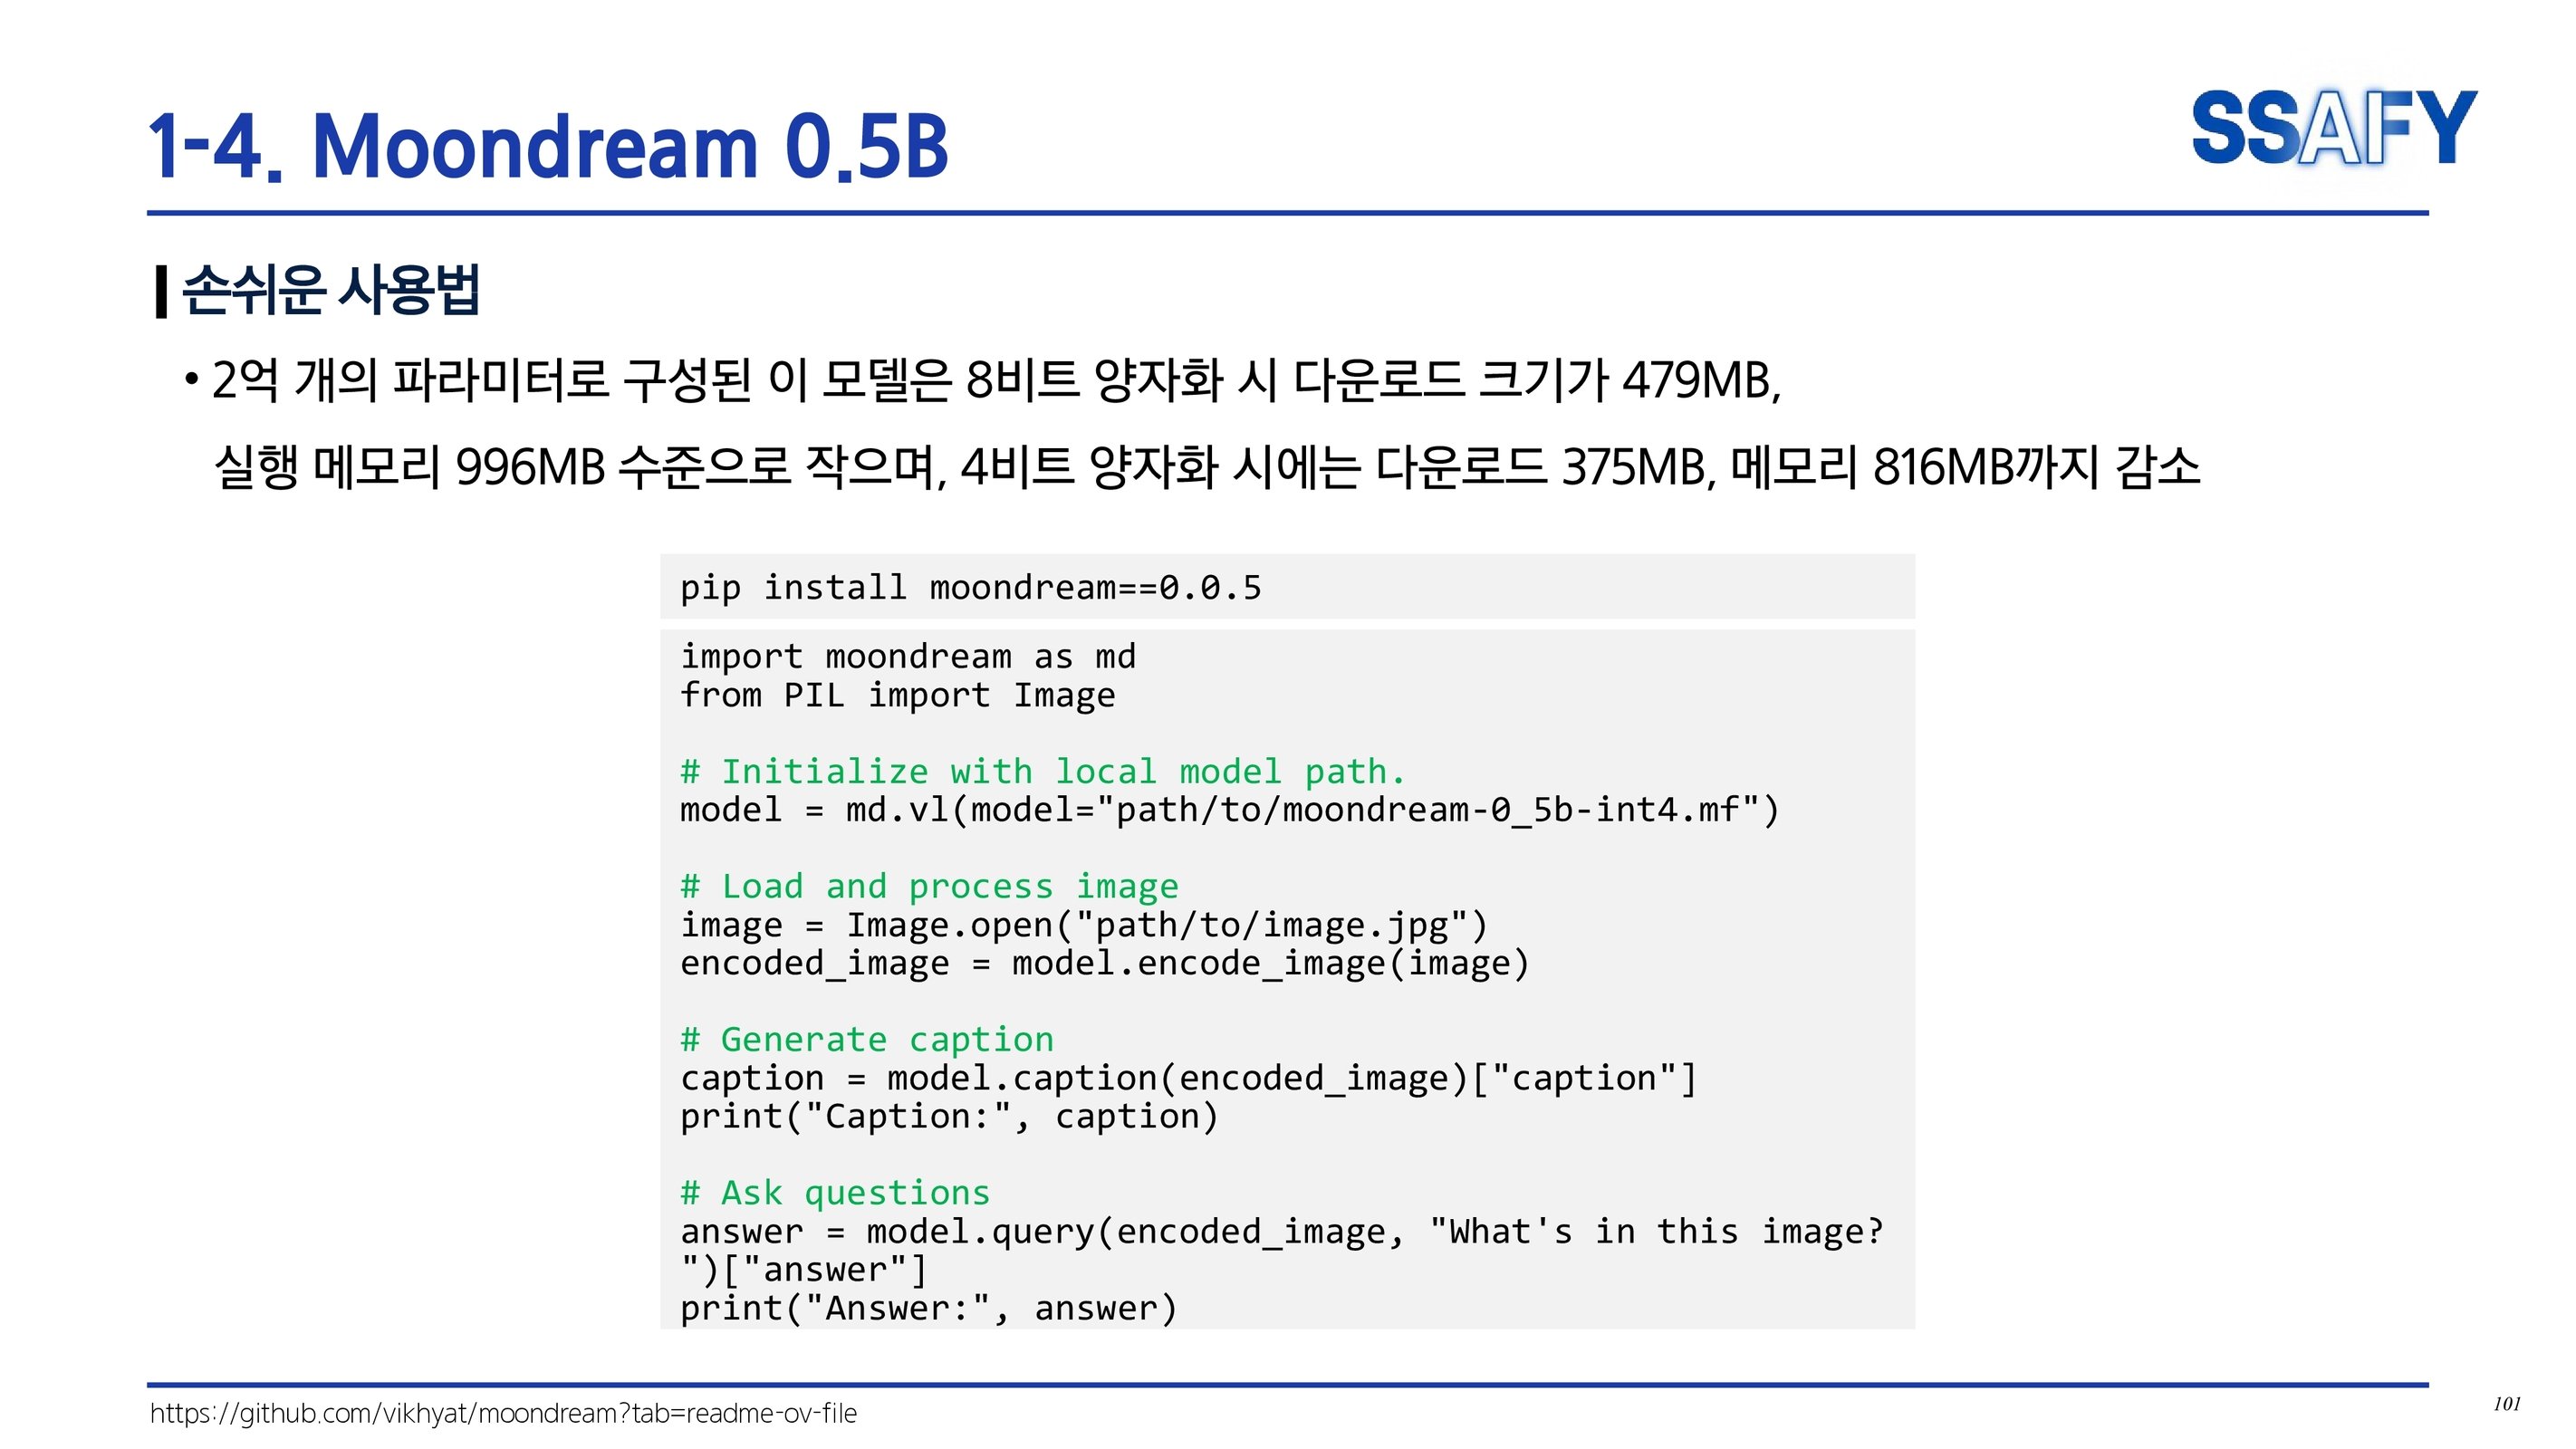 1-4. Moondream 0.5B
SSAFY
손쉬운 사용법
• 2억 개의 파라미터로 구성된 이 모델은 8비트 양자화 시 다운로드 크기가 479MB,
실행 메모리 996MB 수준으로 작으며, 4비트 양자화 시에는 다운로드 375MB, 메모리 816MB까지 감소
pip install moondream==0.0.5
import moondream as md
from PIL import Image
# Initialize with local model path.
model = md.vl(model="path/to/moondream-0_5b-int4.mf")
# Load and process image
image = Image.open("path/to/image.jpg")
encoded_image = model.encode_image(image)
# Generate caption
caption = model.caption(encoded_image)["caption"]
print("Caption:", caption)
# Ask questions
answer = model.query(encoded_image, "What's in this image?
")["answer"]
print("Answer:", answer)
https://github.com/vikhyat/moondream?tab=readme-ov-file
101